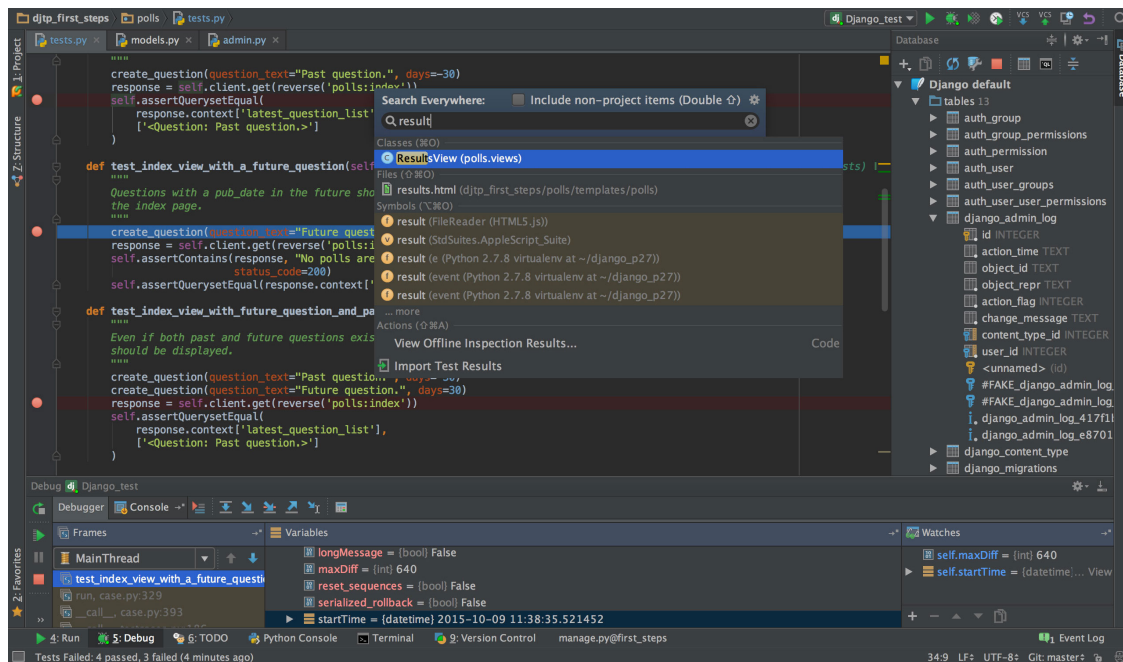 djtp_first_steps polls tests.py
Django_test
tests.py models.py admin.py
1: Project
Z: Structure
2: Favorites
"""
create_question(question_text="Past question.", days=-30)
response = self.client.get(reverse('polls:index'))
self.assertQuerysetEqual(
response.context['latest_question_list'
['<Question: Past question.>']
)
def test_index_view_with_a_future_question(self
"""
Questions with a pub_date in the future sho
the index page.
"""
create_question(question_text="Future quest
response = self.client.get(reverse('polls:i
self.assertContains(response, "No polls are
status_code=200)
self.assertQuerysetEqual(response.context['
def test_index_view_with_future_question_and_pa
"""
Even if both past and future questions exis
should be displayed.
"""
create_question(question_text="Past question.", days=-30)
create_question(question_text="Future question.", days=30)
response = self.client.get(reverse('polls:index'))
self.assertQuerysetEqual(
response.context['latest_question_list'],
['<Question: Past question.>']
)
Search Everywhere: Include non-project items (Double ⇧)
result
Classes (⌘O)
ResultsView (polls.views)
Files (⇧⌘O)
results.html (djtp_first_steps/polls/templates/polls)
Symbols (⌥⌘O)
result (FileReader (HTML5.js))
result (StdSuites.AppleScript_Suite)
result (e (Python 2.7.8 virtualenv at ~/django_p27))
result (event (Python 2.7.8 virtualenv at ~/django_p27))
result (event (Python 2.7.8 virtualenv at ~/django_p27))
... more
Actions (⇧⌘A)
View Offline Inspection Results... Code
Import Test Results
VCS VCS
Database
Database
Django default
tables 13
auth_group
auth_group_permissions
auth_permission
auth_user
auth_user_groups
auth_user_user_permissions
django_admin_log
id INTEGER
action_time TEXT
object_id TEXT
object_repr TEXT
action_flag INTEGER
change_message TEXT
content_type_id INTEGER
user_id INTEGER
<unnamed> (id)
#FAKE_django_admin_log_
#FAKE_django_admin_log_
django_admin_log_417f1
django_admin_log_e8701
django_content_type
django_migrations
Debug Django_test
Debugger Console
Frames
MainThread
test_index_view_with_a_future_questi
run, case.py:329
__call__, case.py:393
Variables
longMessage = {bool} False
maxDiff = {int} 640
reset_sequences = {bool} False
serialized_rollback = {bool} False
startTime = {datetime} 2015-10-09 11:38:35.521452
Watches
self.maxDiff = {int} 640
self.startTime = {datetime}... View
4: Run 5: Debug 6: TODO Python Console Terminal 9: Version Control manage.py@first_steps 1 Event Log
Tests Failed: 4 passed, 3 failed (4 minutes ago) 34:9 LF÷ UTF-8÷ Git: master÷